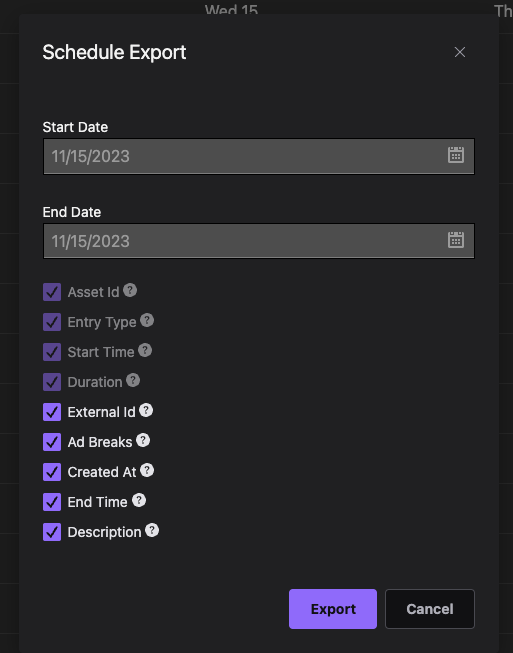 Wed 15
Th
Schedule Export
Start Date
11/15/2023
End Date
11/15/2023
Asset Id ?
Entry Type ?
Start Time ?
Duration ?
External Id ?
Ad Breaks ?
Created At ?
End Time ?
Description ?
Export Cancel